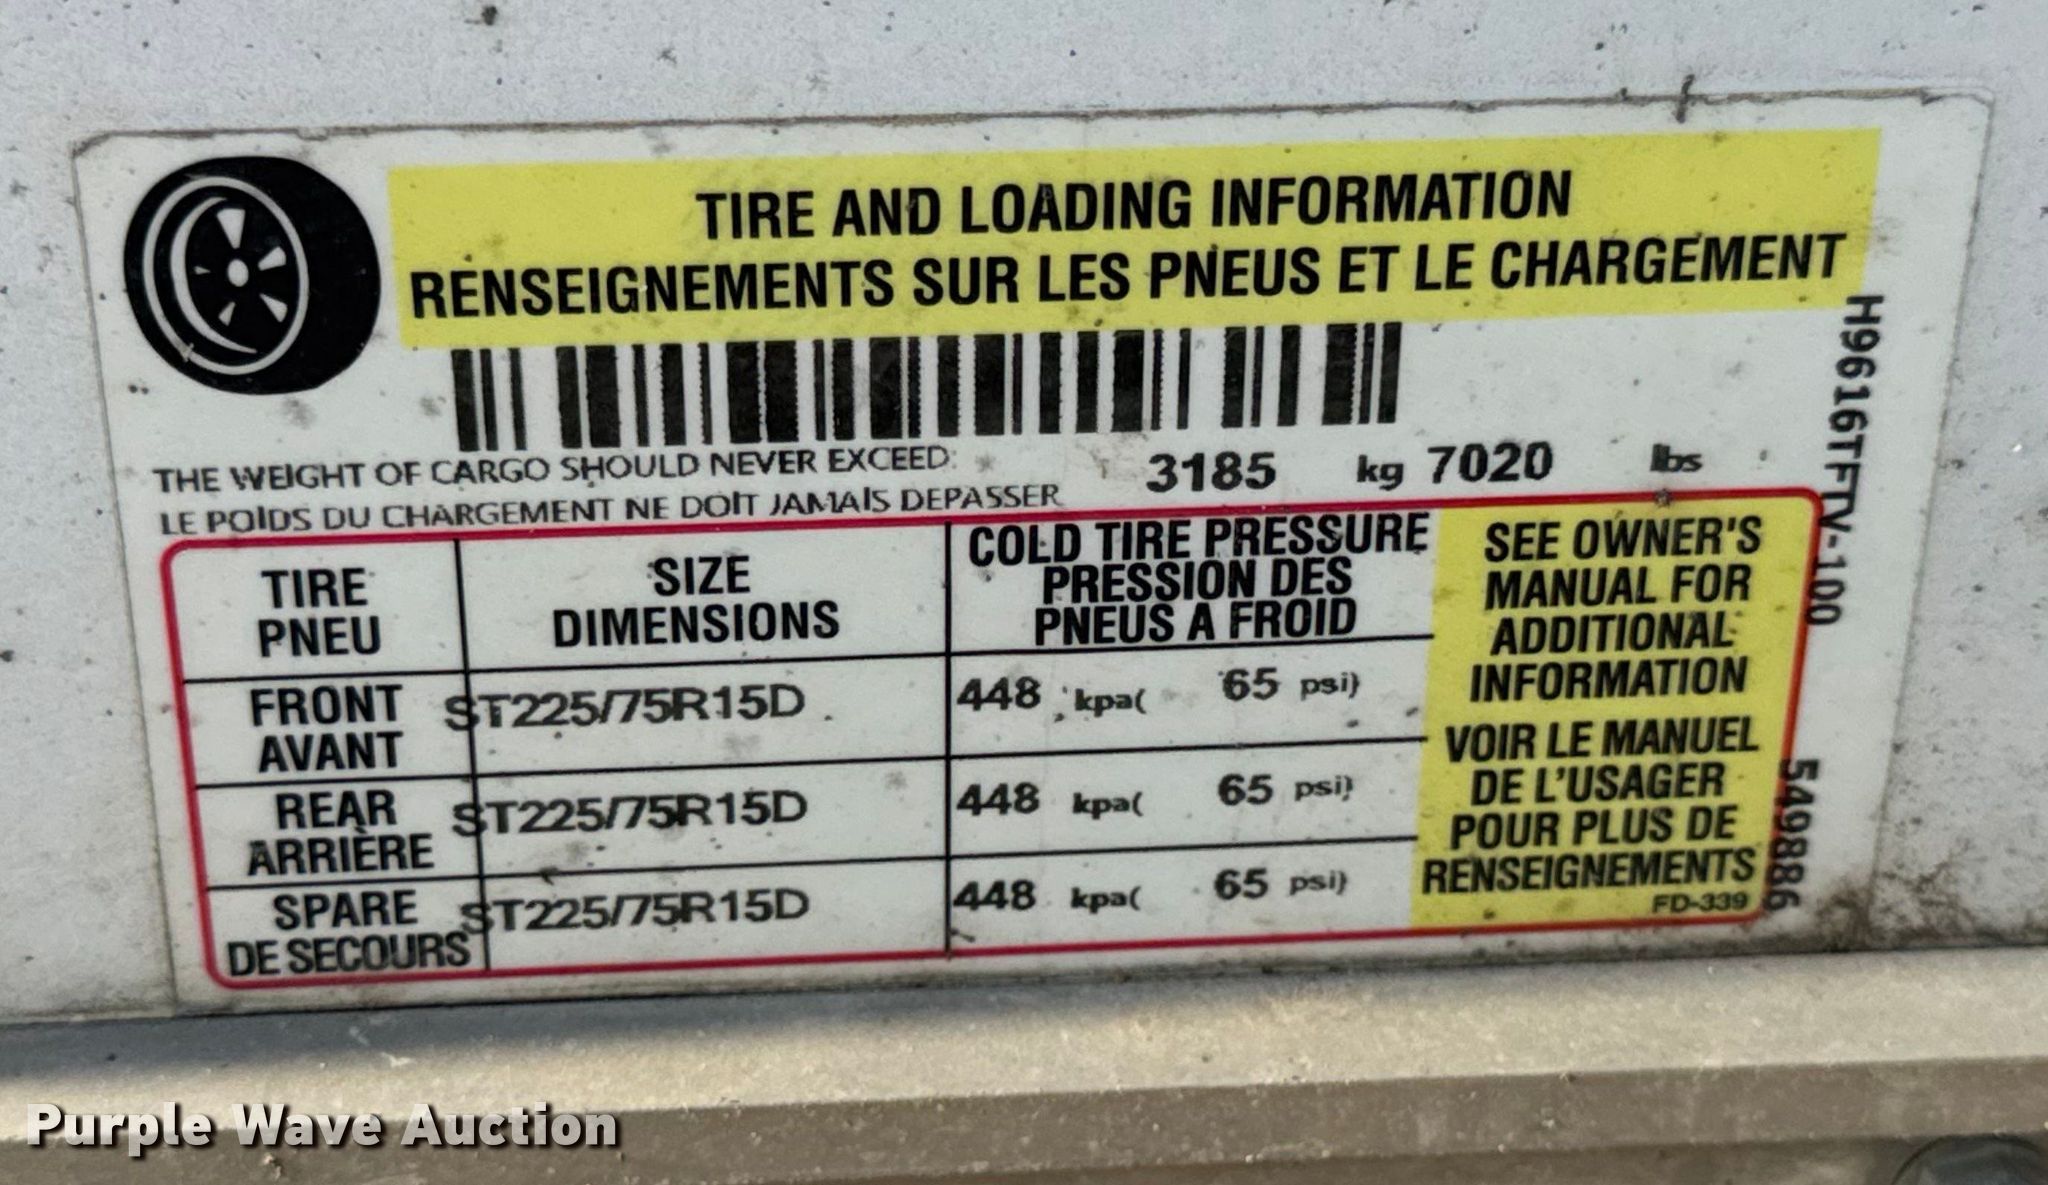 TIRE AND LOADING INFORMATION
RENSEIGNEMENTS SUR LES PNEUS ET LE CHARGEMENT
THE WEIGHT OF CARGO SHOULD NEVER EXCEED:
LE POIDS DU CHARGEMENT NE DOIT JAMAIS DEPASSER
3185 kg 7020 lbs
TIRE
PNEU
SIZE
DIMENSIONS
COLD TIRE PRESSURE
PRESSION DES
PNEUS A FROID
FRONT
AVANT
ST225/75R15D
448 kpa( 65 psi)
REAR
ARRIÈRE
ST225/75R15D
448 kpa( 65 psi)
SPARE
DE SECOURS
ST225/75R15D
448 kpa( 65 psi)
SEE OWNER'S
MANUAL FOR
ADDITIONAL
INFORMATION
VOIR LE MANUEL
DE L'USAGER
POUR PLUS DE
RENSEIGNEMENTS
FD-339
H9616TFTV-100
549886
Purple Wave Auction